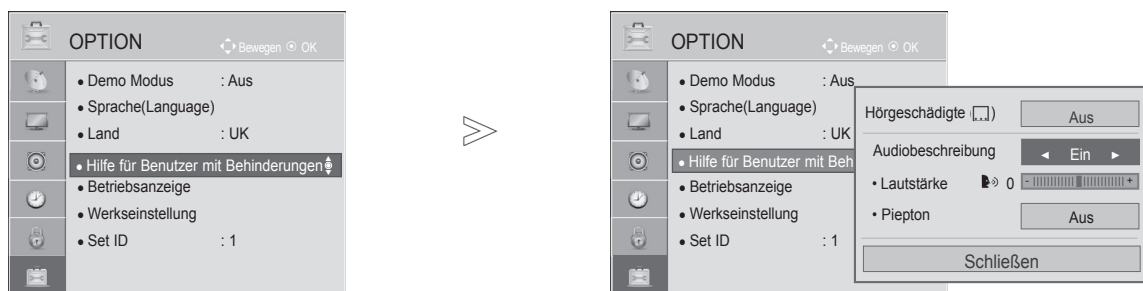 OPTION
Bewegen OK
• Demo Modus : Aus
• Sprache(Language)
• Land : UK
• Hilfe für Benutzer mit Behinderungen
• Betriebsanzeige
• Werkseinstellung
• Set ID : 1
OPTION
Bewegen OK
• Demo Modus : Aus
• Sprache(Language)
• Land : UK
• Hilfe für Benutzer mit Beh
• Betriebsanzeige
• Werkseinstellung
• Set ID : 1
Hörgeschädigte ( ) Aus
Audiobeschreibung ◄ Ein ►
• Lautstärke 0 - +
• Piepton Aus
Schließen